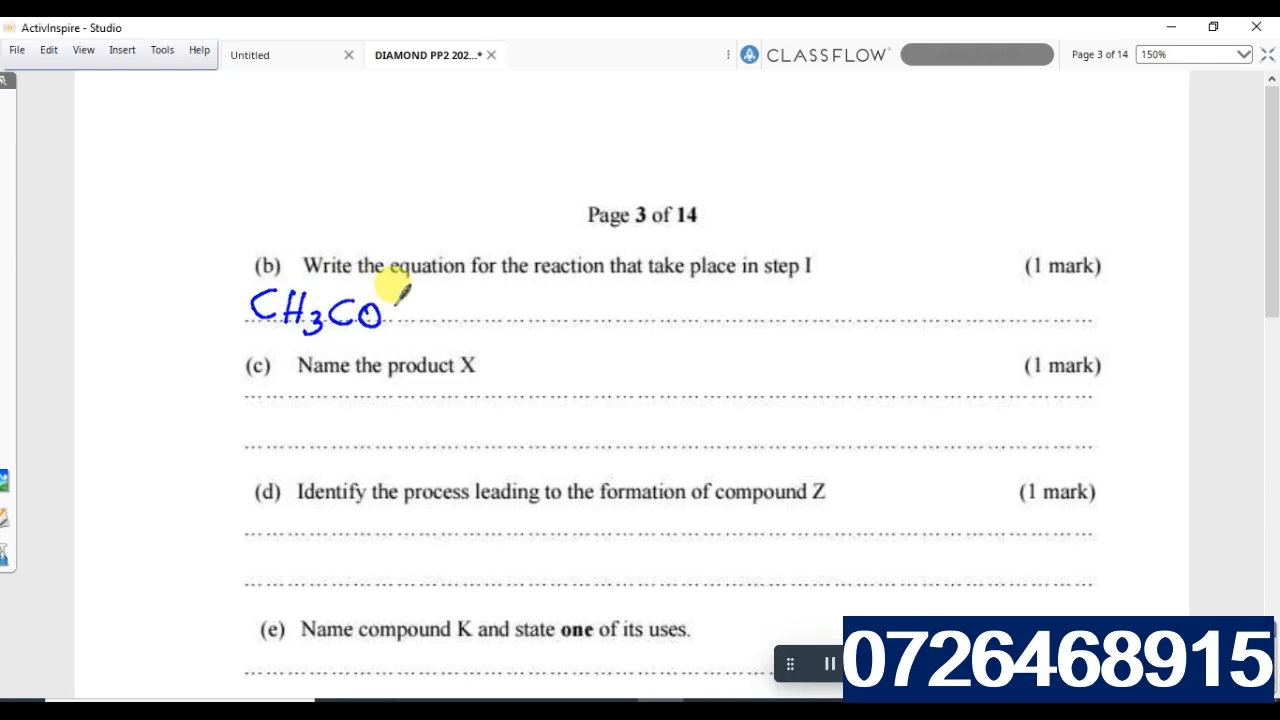 ActivInspire - Studio
File Edit View Insert Tools Help
Untitled
DIAMOND PP2 202...*
CLASSFLOW
Page 3 of 14
150%
Page 3 of 14
(b) Write the equation for the reaction that take place in step I (1 mark)
CH3CO
(c) Name the product X (1 mark)
(d) Identify the process leading to the formation of compound Z (1 mark)
(e) Name compound K and state one of its uses.
0726468915